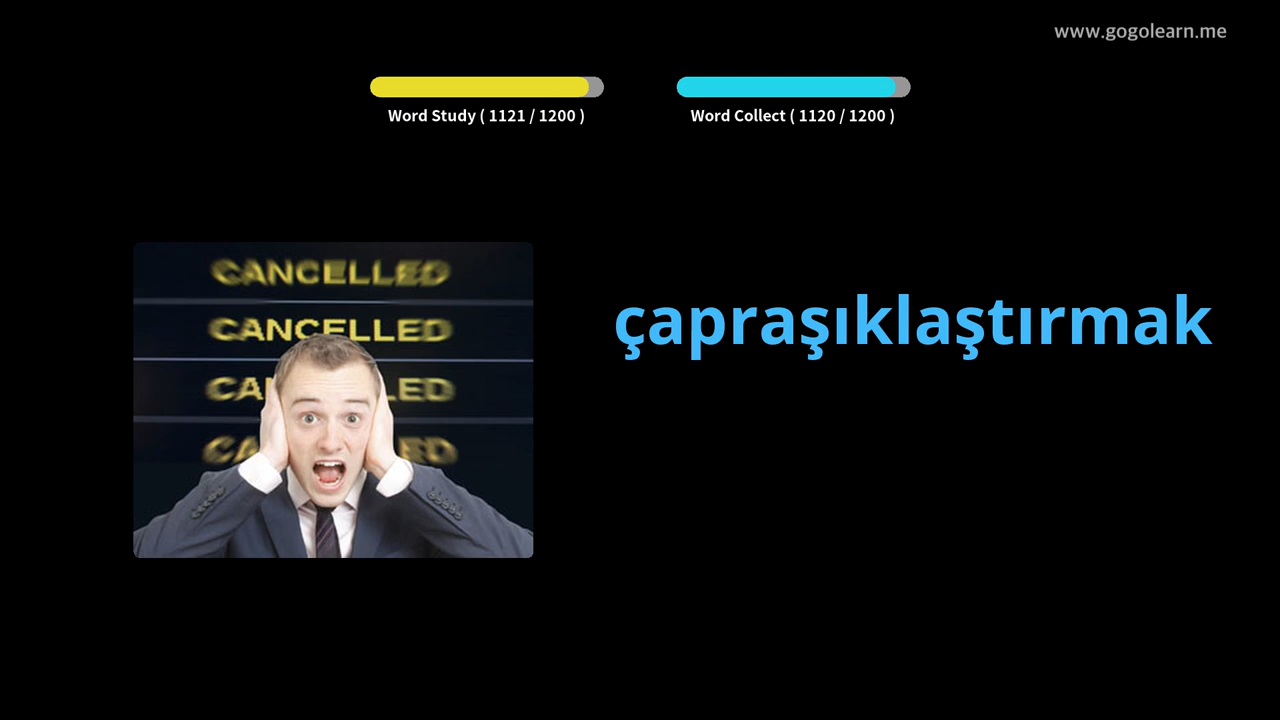 www.gogolearn.me
Word Study ( 1121 / 1200 )
Word Collect ( 1120 / 1200 )
CANCELLED
CANCELLED
çapraşıklaştırmak